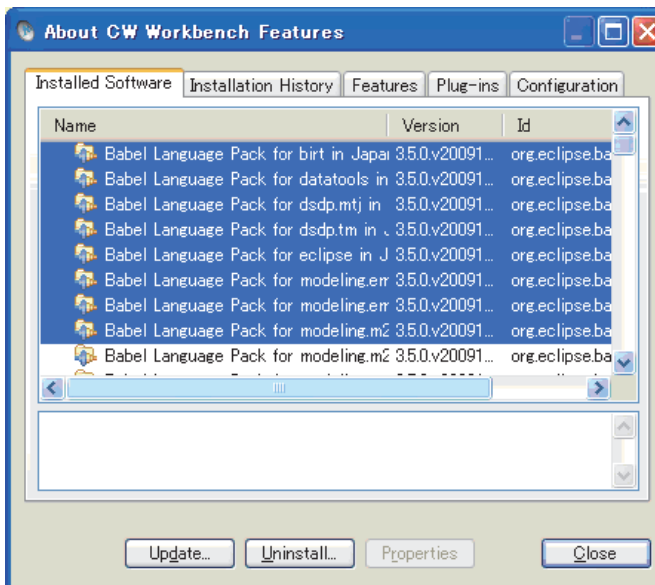 About CW Workbench Features
Installed Software Installation History Features Plug-ins Configuration
Name Version Id
Babel Language Pack for birt in Japa 3.5.0.v20091... org.eclipse.ba
Babel Language Pack for datatools in 3.5.0.v20091... org.eclipse.ba
Babel Language Pack for dsdp.mtj in 3.5.0.v20091... org.eclipse.ba
Babel Language Pack for dsdp.tm in 3.5.0.v20091... org.eclipse.ba
Babel Language Pack for eclipse in J 3.5.0.v20091... org.eclipse.ba
Babel Language Pack for modeling.em 3.5.0.v20091... org.eclipse.ba
Babel Language Pack for modeling.em 3.5.0.v20091... org.eclipse.ba
Babel Language Pack for modeling.m2 3.5.0.v20091... org.eclipse.ba
Babel Language Pack for modeling.m2 3.5.0.v20091... org.eclipse.ba
Update... Uninstall... Properties Close